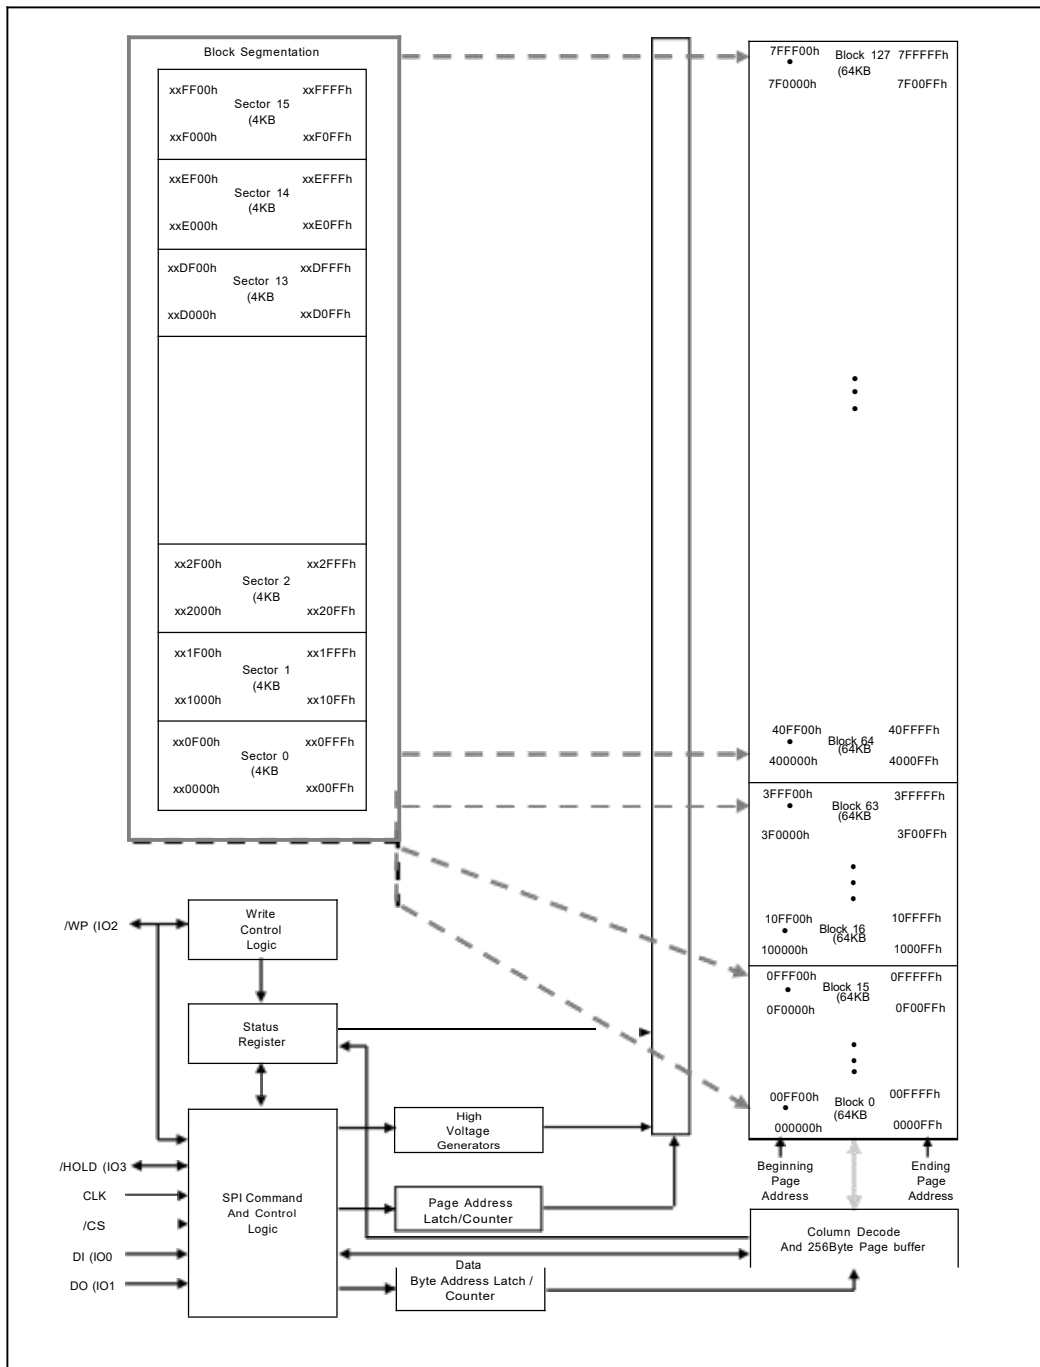 Block Segmentation
xxFF00h xxFFFFh
Sector 15
(4KB
xxF000h xxF0FFh
xxEF00h xxEFFFh
Sector 14
(4KB
xxE000h xxE0FFh
xxDF00h xxDFFFh
Sector 13
(4KB
xxD000h xxD0FFh
xx2F00h xx2FFFh
Sector 2
(4KB
xx2000h xx20FFh
xx1F00h xx1FFFh
Sector 1
(4KB
xx1000h xx10FFh
xx0F00h xx0FFFh
Sector 0
(4KB
xx0000h xx00FFh
7FFF00h Block 127 7FFFFFh
(64KB
7F0000h 7F00FFh
40FF00h 40FFFFh
Block 64
(64KB
400000h 4000FFh
3FFF00h 3FFFFFh
Block 63
(64KB
3F0000h 3F00FFh
10FF00h 10FFFFh
Block 16
(64KB
100000h 1000FFh
0FFF00h 0FFFFFh
Block 15
(64KB
0F0000h 0F00FFh
00FF00h 00FFFFh
Block 0
(64KB
000000h 0000FFh
Beginning
Page
Address
Ending
Page
Address
/WP (IO2
Write
Control
Logic
Status
Register
High
Voltage
Generators
/HOLD (IO3
CLK
/CS
DI (IO0
DO (IO1
SPI Command
And Control
Logic
Page Address
Latch/Counter
Column Decode
And 256Byte Page buffer
Data
Byte Address Latch /
Counter